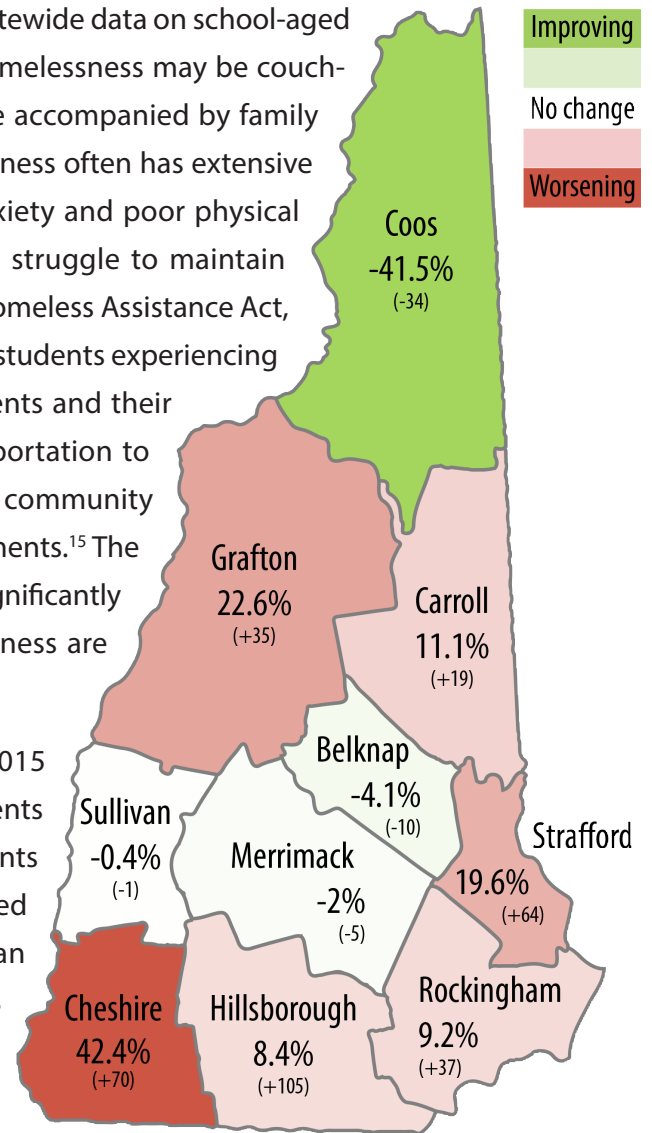 tewide data on school-aged
melessness may be couch-
e accompanied by family
ness often has extensive
xiety and poor physical
struggle to maintain
omeless Assistance Act,
students experiencing
ents and their
portation to
community
ments.15 The
gnificantly
ness are
015
ents
ents
ed
an
Improving
No change
Worsening
Coos
-41.5%
(-34)
Grafton
22.6%
(+35)
Carroll
11.1%
(+19)
Belknap
-4.1%
(-10)
Sullivan
-0.4%
(-1)
Merrimack
-2%
(-5)
Strafford
19.6%
(+64)
Cheshire
42.4%
(+70)
Hillsborough
8.4%
(+105)
Rockingham
9.2%
(+37)